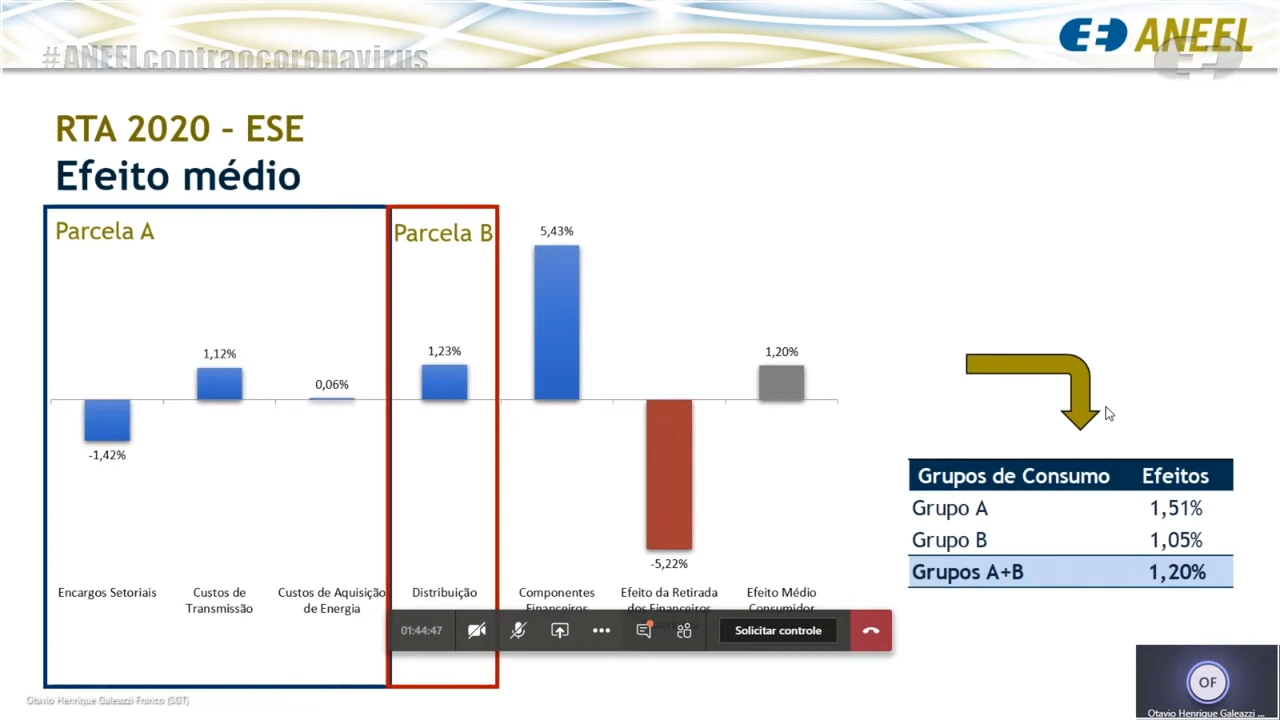 #ANEELcontraocoronavirus
ANEEL
RTA 2020 – ESE
Efeito médio
Parcela A
Parcela B
5,43%
1,12%
0,06%
1,23%
1,20%
-1,42%
-5,22%
Encargos Setoriais
Custos de
Transmissão
Custos de Aquisição
de Energia
Distribuição
Componentes
Financeiros
Efeito da Retirada
dos Financeiros
Efeito Médio
Consumidor
Grupos de Consumo Efeitos
Grupo A 1,51%
Grupo B 1,05%
Grupos A+B 1,20%
01:44:47
Solicitar controle
Otavio Henrique Galeazzi Franco (SGT)
OF
Otavio Henrique Galeazzi ...